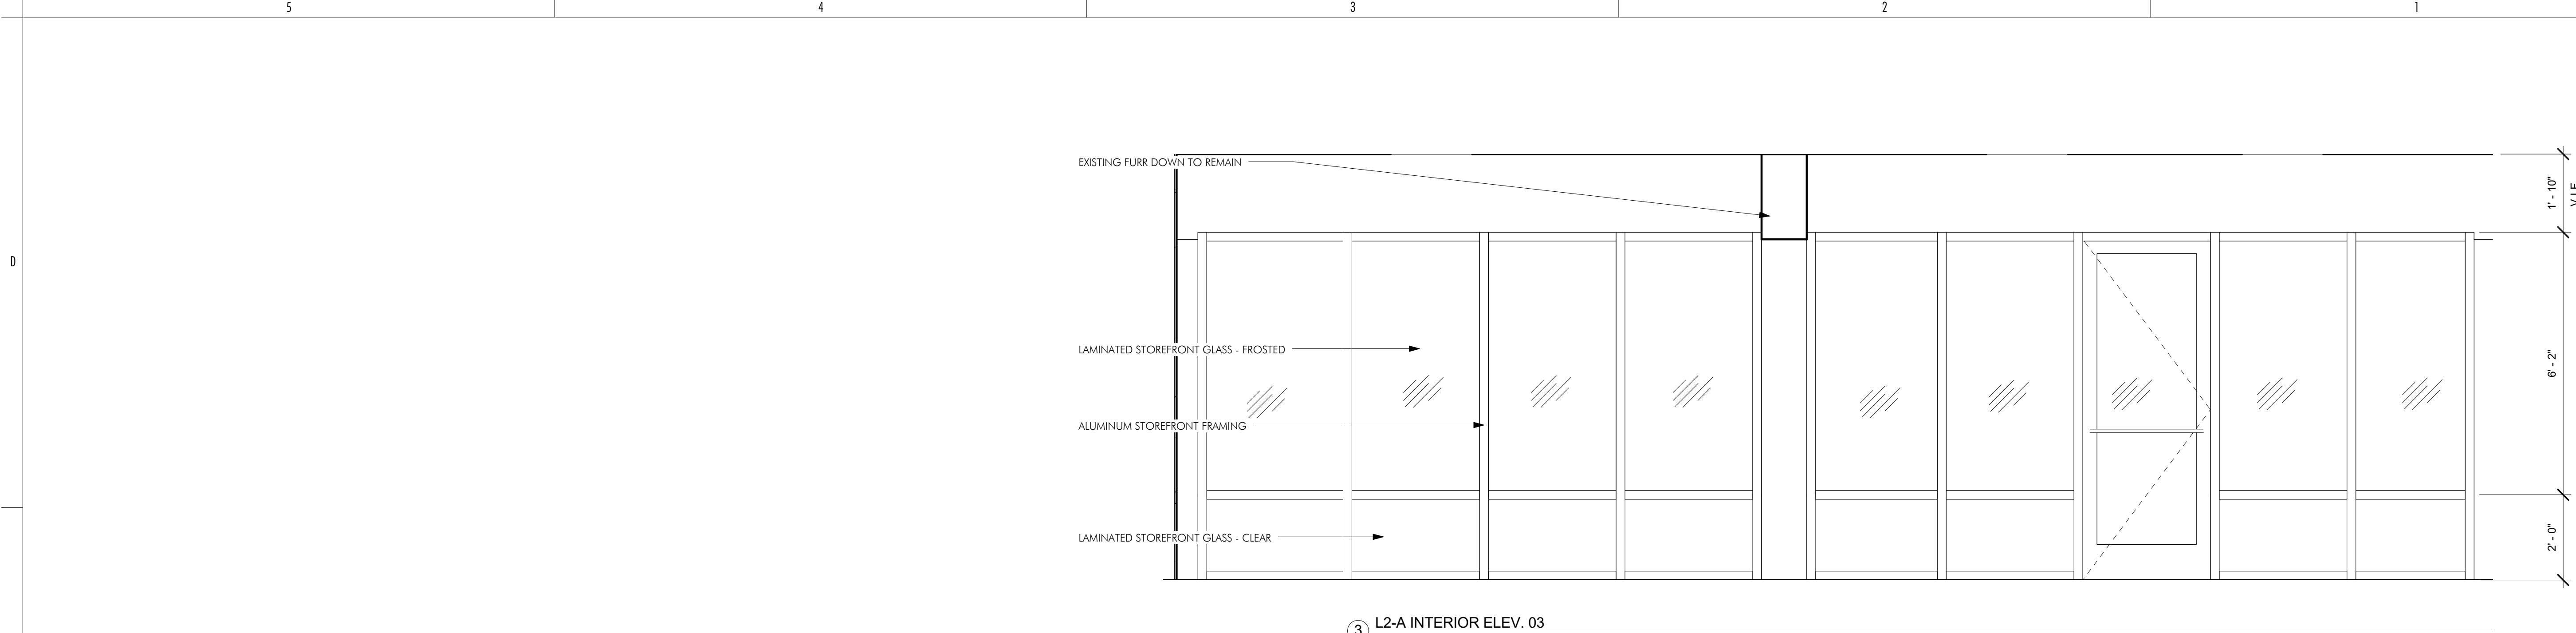 5 4 3 2 1
EXISTING FURR DOWN TO REMAIN
1' - 10"
D
LAMINATED STOREFRONT GLASS - FROSTED
6' - 2"
ALUMINUM STOREFRONT FRAMING
LAMINATED STOREFRONT GLASS - CLEAR
2' - 0"
3 L2-A INTERIOR ELEV. 03